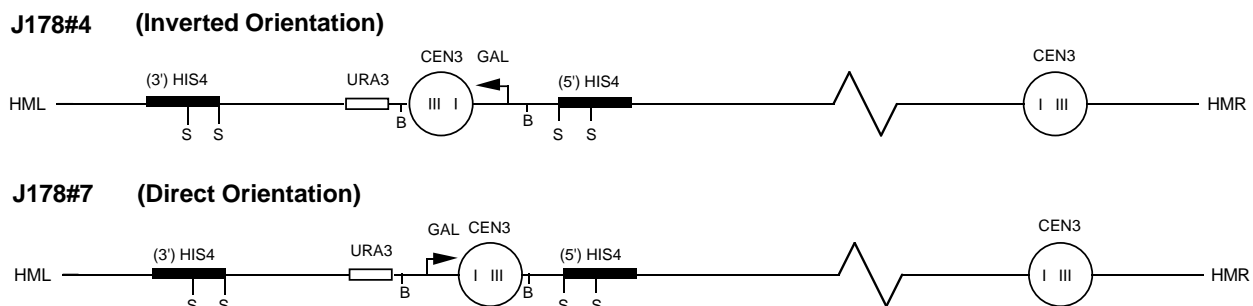 J178#4 (Inverted Orientation)
CEN3 GAL CEN3
(3') HIS4 URA3 (5') HIS4
HML III I I III HMR
B B
S S S S
J178#7 (Direct Orientation)
GAL CEN3 CEN3
(3') HIS4 URA3 (5') HIS4
HML I III I III HMR
B B
S S S S